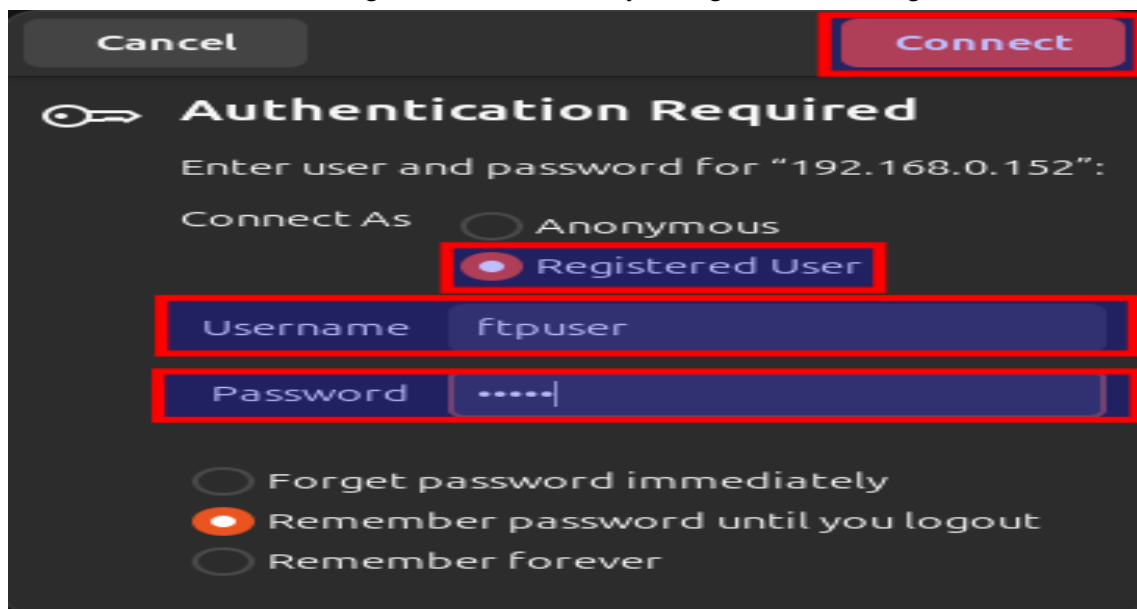 Cancel
Connect
Authentication Required
Enter user and password for “192.168.0.152”:
Connect As
Anonymous
Registered User
Username ftpuser
Password •••••
Forget password immediately
Remember password until you logout
Remember forever